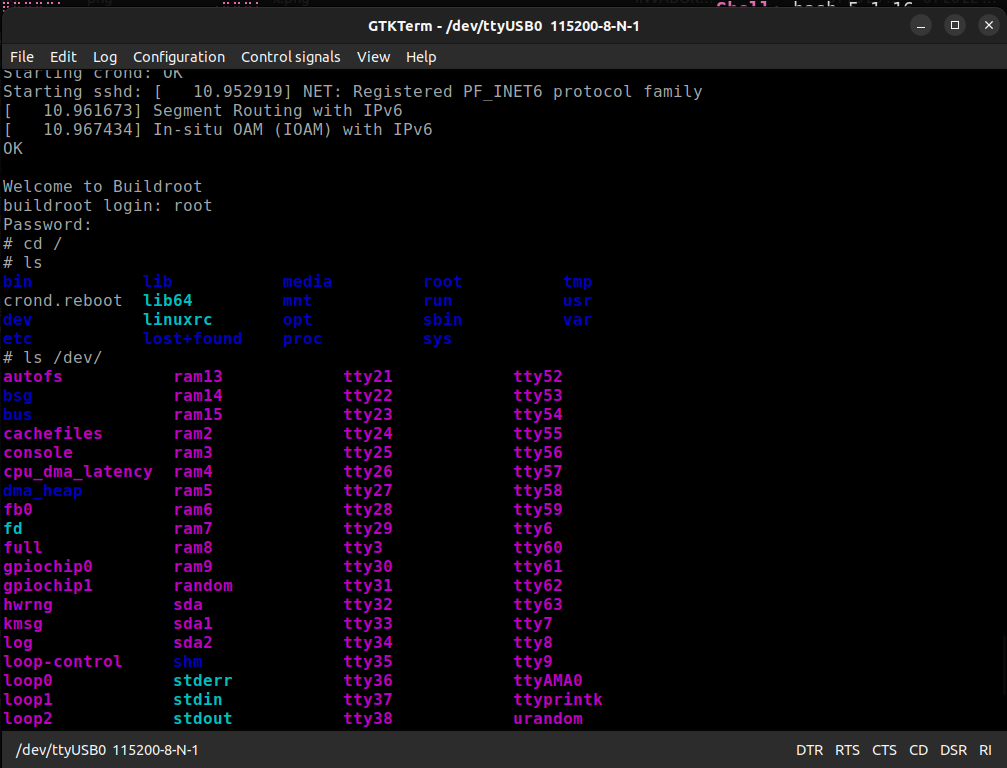 GTKTerm - /dev/ttyUSB0 115200-8-N-1
File Edit Log Configuration Control signals View Help
Starting crond: OK
Starting sshd: [   10.952919] NET: Registered PF_INET6 protocol family
[   10.961673] Segment Routing with IPv6
[   10.967434] In-situ OAM (IOAM) with IPv6
OK
Welcome to Buildroot
buildroot login: root
Password:
# cd /
# ls
bin lib media root tmp
crond.reboot lib64 mnt run usr
dev linuxrc opt sbin var
etc lost+found proc sys
# ls /dev/
autofs ram13 tty21 tty52
bsg ram14 tty22 tty53
bus ram15 tty23 tty54
cachefiles ram2 tty24 tty55
console ram3 tty25 tty56
cpu_dma_latency ram4 tty26 tty57
dma_heap ram5 tty27 tty58
fb0 ram6 tty28 tty59
fd ram7 tty29 tty6
full ram8 tty3 tty60
gpiochip0 ram9 tty30 tty61
gpiochip1 random tty31 tty62
hwrng sda tty32 tty63
kmsg sda1 tty33 tty7
log sda2 tty34 tty8
loop-control shm tty35 tty9
loop0 stderr tty36 ttyAMA0
loop1 stdin tty37 ttyprintk
loop2 stdout tty38 urandom
/dev/ttyUSB0 115200-8-N-1 DTR RTS CTS CD DSR RI